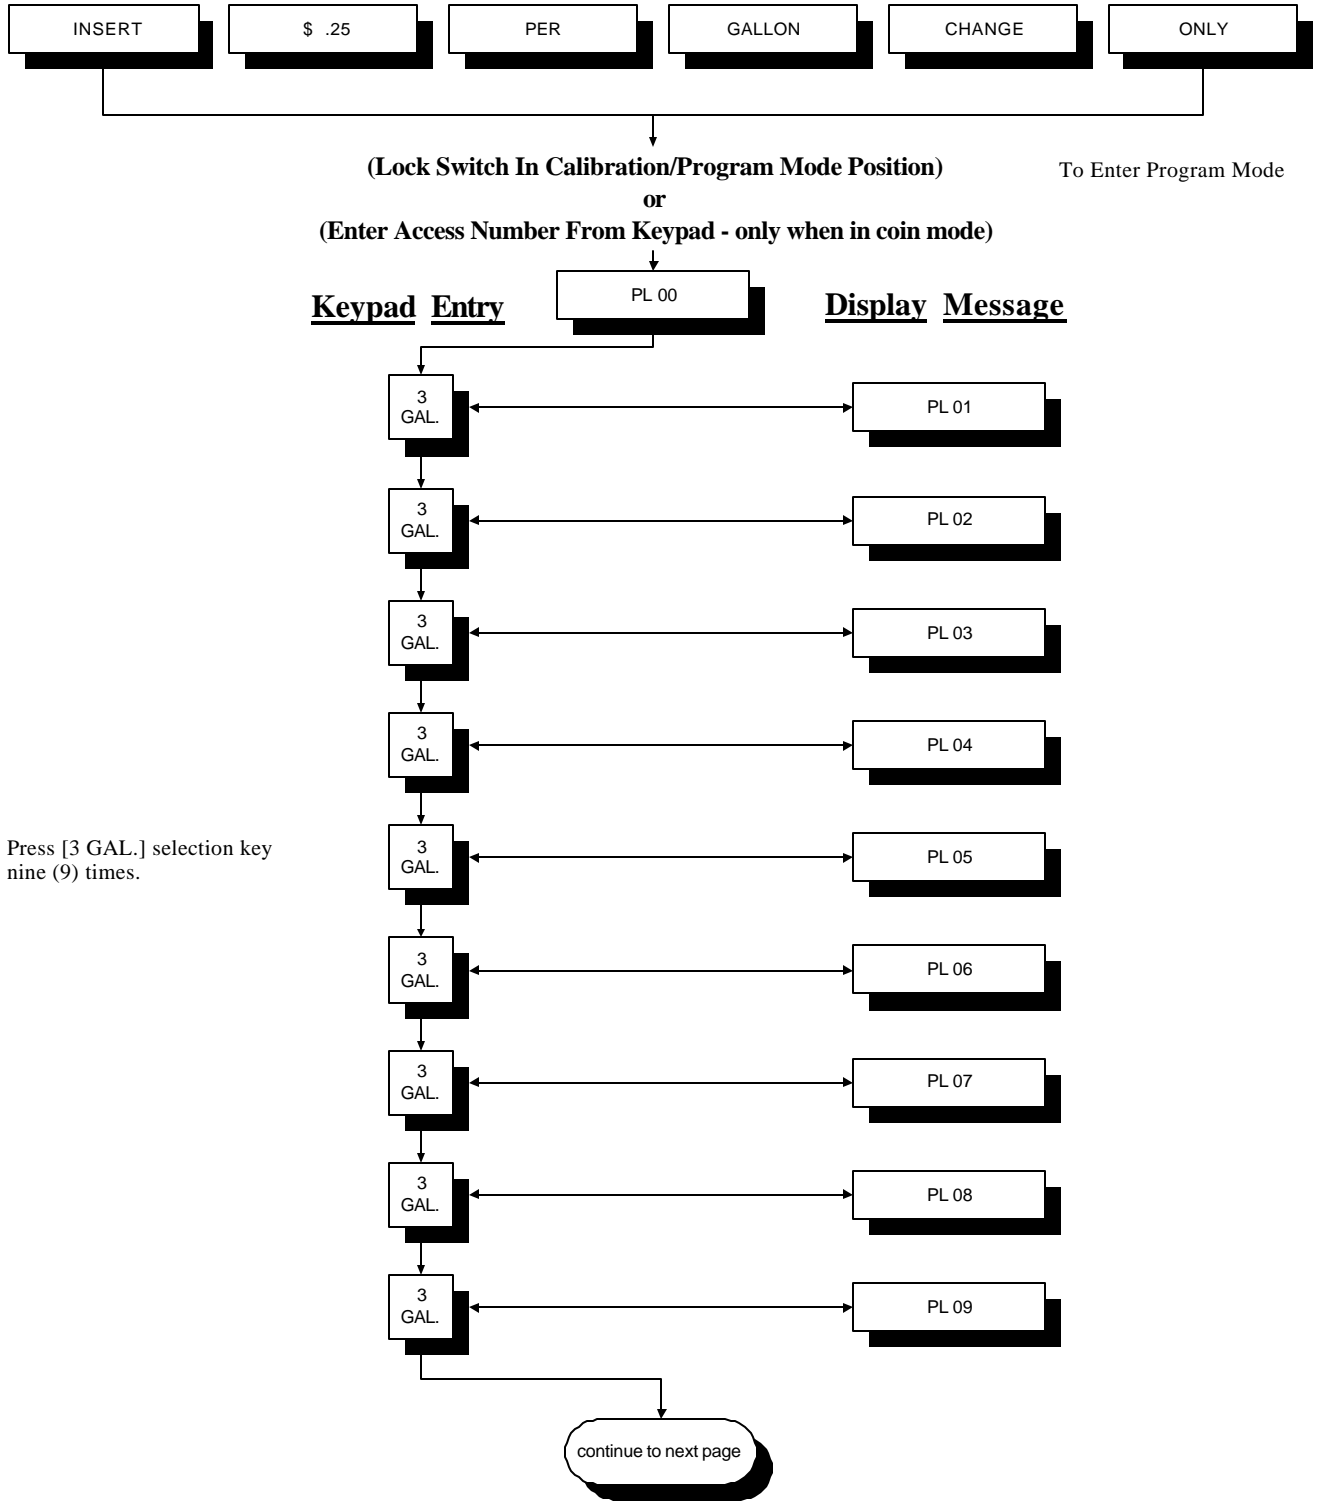 INSERT
$ .25
PER
GALLON
CHANGE
ONLY
(Lock Switch In Calibration/Program Mode Position)
To Enter Program Mode
or
(Enter Access Number From Keypad - only when in coin mode)
PL 00
Keypad Entry
Display Message
3
GAL.
PL 01
3
GAL.
PL 02
3
GAL.
PL 03
3
GAL.
PL 04
Press [3 GAL.] selection key
nine (9) times.
3
GAL.
PL 05
3
GAL.
PL 06
3
GAL.
PL 07
3
GAL.
PL 08
3
GAL.
PL 09
continue to next page